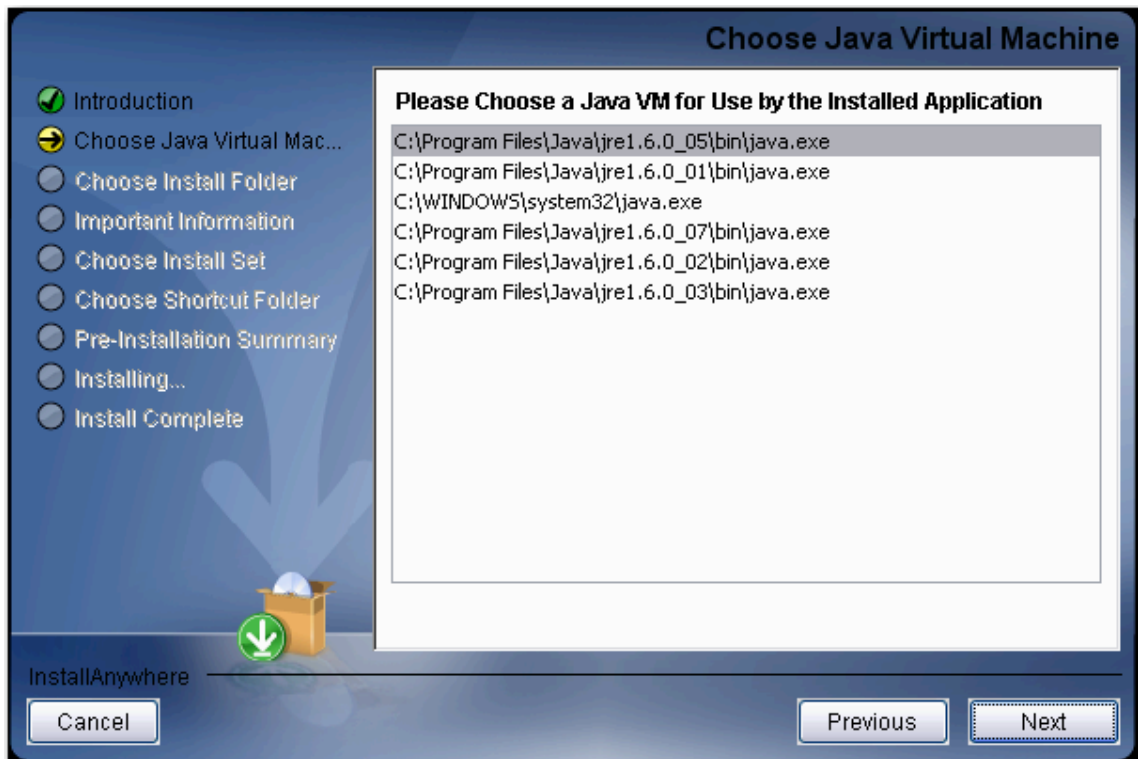 Choose Java Virtual Machine
Introduction
Choose Java Virtual Mac...
Choose Install Folder
Important Information
Choose Install Set
Choose Shortcut Folder
Pre-Installation Summary
Installing...
Install Complete
Please Choose a Java VM for Use by the Installed Application
C:\Program Files\Java\jre1.6.0_05\bin\java.exe
C:\Program Files\Java\jre1.6.0_01\bin\java.exe
C:\WINDOWS\system32\java.exe
C:\Program Files\Java\jre1.6.0_07\bin\java.exe
C:\Program Files\Java\jre1.6.0_02\bin\java.exe
C:\Program Files\Java\jre1.6.0_03\bin\java.exe
InstallAnywhere
Cancel
Previous
Next